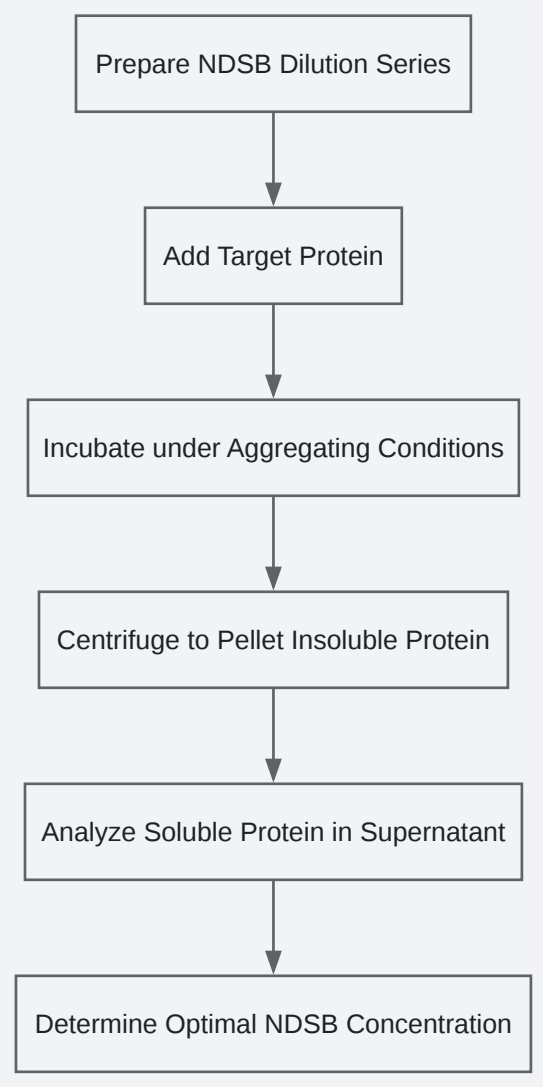 Prepare NDSB Dilution Series
Add Target Protein
Incubate under Aggregating Conditions
Centrifuge to Pellet Insoluble Protein
Analyze Soluble Protein in Supernatant
Determine Optimal NDSB Concentration